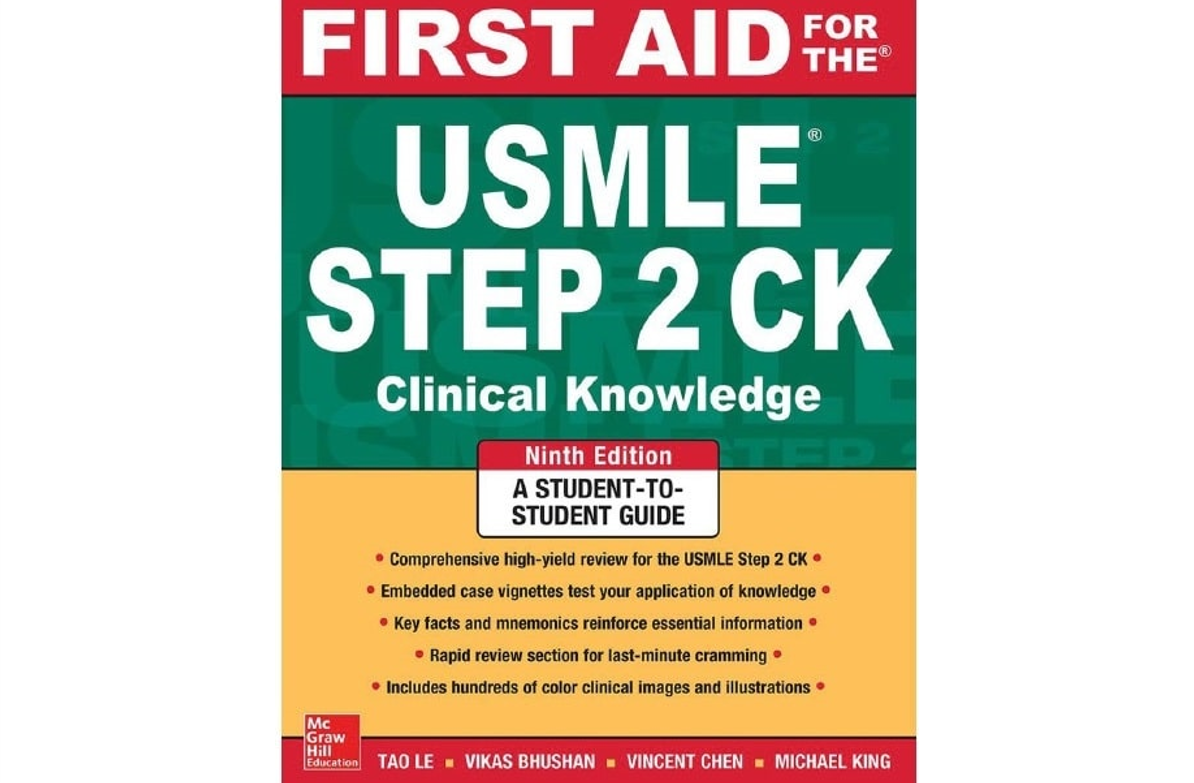 FIRST AID FOR THE®
USMLE®
STEP 2 CK
Clinical Knowledge
Ninth Edition
A STUDENT-TO-
STUDENT GUIDE
• Comprehensive high-yield review for the USMLE Step 2 CK •
• Embedded case vignettes test your application of knowledge •
• Key facts and mnemonics reinforce essential information •
• Rapid review section for last-minute cramming •
• Includes hundreds of color clinical images and illustrations •
Mc
Graw
Hill
Education
TAO LE ▪ VIKAS BHUSHAN ▪ VINCENT CHEN ▪ MICHAEL KING